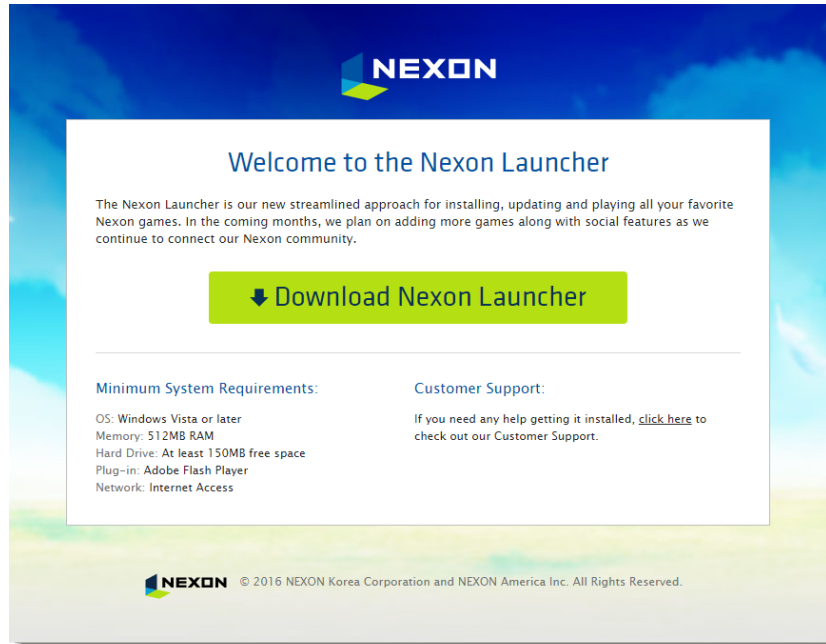 NEXON
Welcome to the Nexon Launcher
The Nexon Launcher is our new streamlined approach for installing, updating and playing all your favorite
Nexon games. In the coming months, we plan on adding more games along with social features as we
continue to connect our Nexon community.
Download Nexon Launcher
Minimum System Requirements:
OS: Windows Vista or later
Memory: 512MB RAM
Hard Drive: At least 150MB free space
Plug-in: Adobe Flash Player
Network: Internet Access
Customer Support:
If you need any help getting it installed, click here to
check out our Customer Support.
NEXON © 2016 NEXON Korea Corporation and NEXON America Inc. All Rights Reserved.